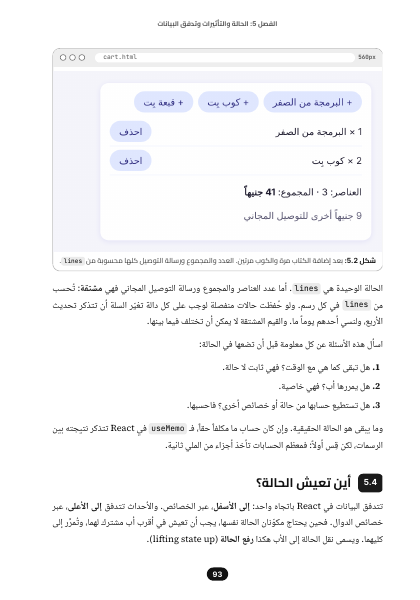 الفصل 5: الحالة والتأثيرات وتدفق البيانات
cart.html
560px
+ البرمجة من الصفر
+ كوب بِت
+ قبعة بِت
1 × البرمجة من الصفر
احذف
2 × كوب بِت
احذف
العناصر: 3 · المجموع: 41 جنيهاً
9 جنيهاً أخرى للتوصيل المجاني
شكل 5.2: بعد إضافة الكتاب مرة والكوب مرتين. العدد والمجموع ورسالة التوصيل كلها محسوبة من lines.
الحالة الوحيدة هي lines. أما عدد العناصر والمجموع ورسالة التوصيل المجاني فهي مشتقة: تُحسب
من lines في كل رسم. ولو حُفظت حالات منفصلة لوجب على كل دالة تغيّر السلة أن تتذكر تحديث
الأربع، ولنسي أحدهم يوماً ما. والقيم المشتقة لا يمكن أن تختلف فيما بينها.
اسأل هذه الأسئلة عن كل معلومة قبل أن تضعها في الحالة:
1. هل تبقى كما هي مع الوقت؟ فهي ثابت لا حالة.
2. هل يمررها أب؟ فهي خاصية.
3. هل تستطيع حسابها من حالة أو خصائص أخرى؟ فاحسبها.
وما يبقى هو الحالة الحقيقية. وإن كان حساب ما مكلفاً حقاً، فـ useMemo في React تتذكر نتيجته بين
الرسمات، لكن قِس أولاً: فمعظم الحسابات تأخذ أجزاء من الملي ثانية.
5.4 أين تعيش الحالة؟
تتدفق البيانات في React باتجاه واحد: إلى الأسفل، عبر الخصائص. والأحداث تتدفق إلى الأعلى، عبر
خصائص الدوال. فحين يحتاج مكوّنان الحالة نفسها، يجب أن تعيش في أقرب أب مشترك لهما، وتُمرَّر إلى
كليهما. ويسمى نقل الحالة إلى الأب هكذا رفع الحالة (lifting state up).
93